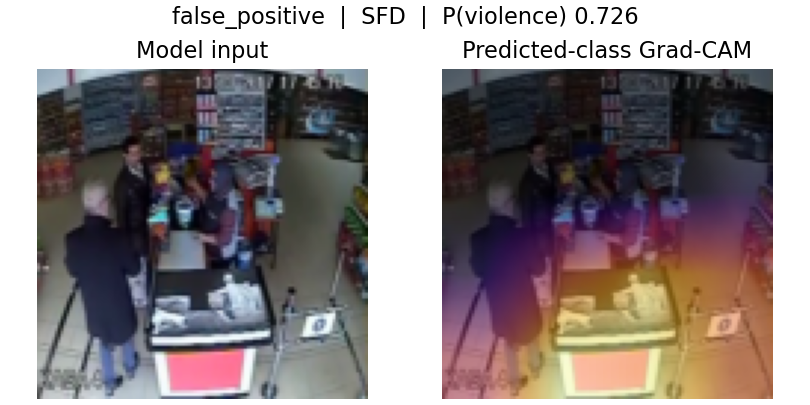 false_positive | SFD | P(violence) 0.726
Model input
Predicted-class Grad-CAM